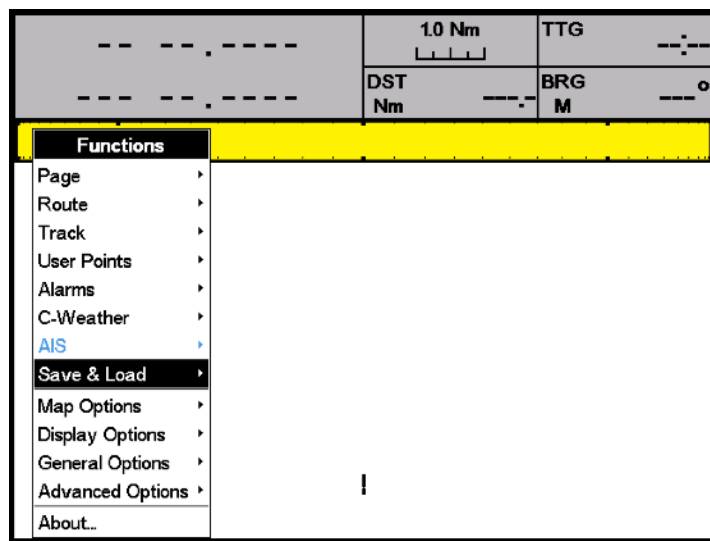 -- --.---- 1.0 Nm TTG --:--
-- --.---- DST Nm ---.- BRG M ---°
Functions
Page
Route
Track
User Points
Alarms
C-Weather
AIS
Save & Load
Map Options
Display Options
General Options
Advanced Options
About...